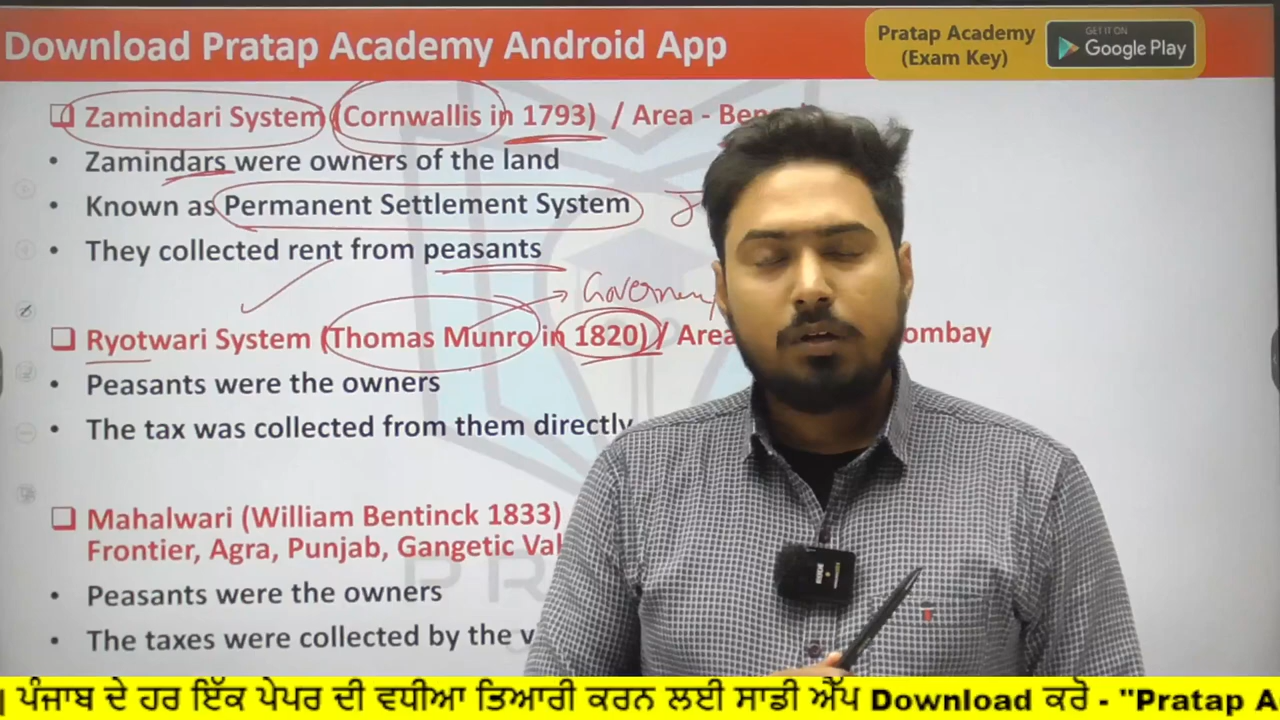 Download Pratap Academy Android App
Pratap Academy
(Exam Key)
GET IT ON
Google Play
Zamindari System (Cornwallis in 1793) / Area -
• Zamindars were owners of the land
• Known as Permanent Settlement System
• They collected rent from peasants
Ryotwari System (Thomas Munro in 1820) /
• Peasants were the owners
• The tax was collected from them directly
Mahalwari (William Bentinck 1833)
Frontier, Agra, Punjab, Gangetic
• Peasants were the owners
• The taxes were collected by the
| ਪੰਜਾਬ ਦੇ ਹਰ ਇੱਕ ਪੇਪਰ ਦੀ ਵਧੀਆ ਤਿਆਰੀ ਕਰਨ ਲਈ ਸਾਡੀ ਐੱਪ Download ਕਰੋ - "Pratap A